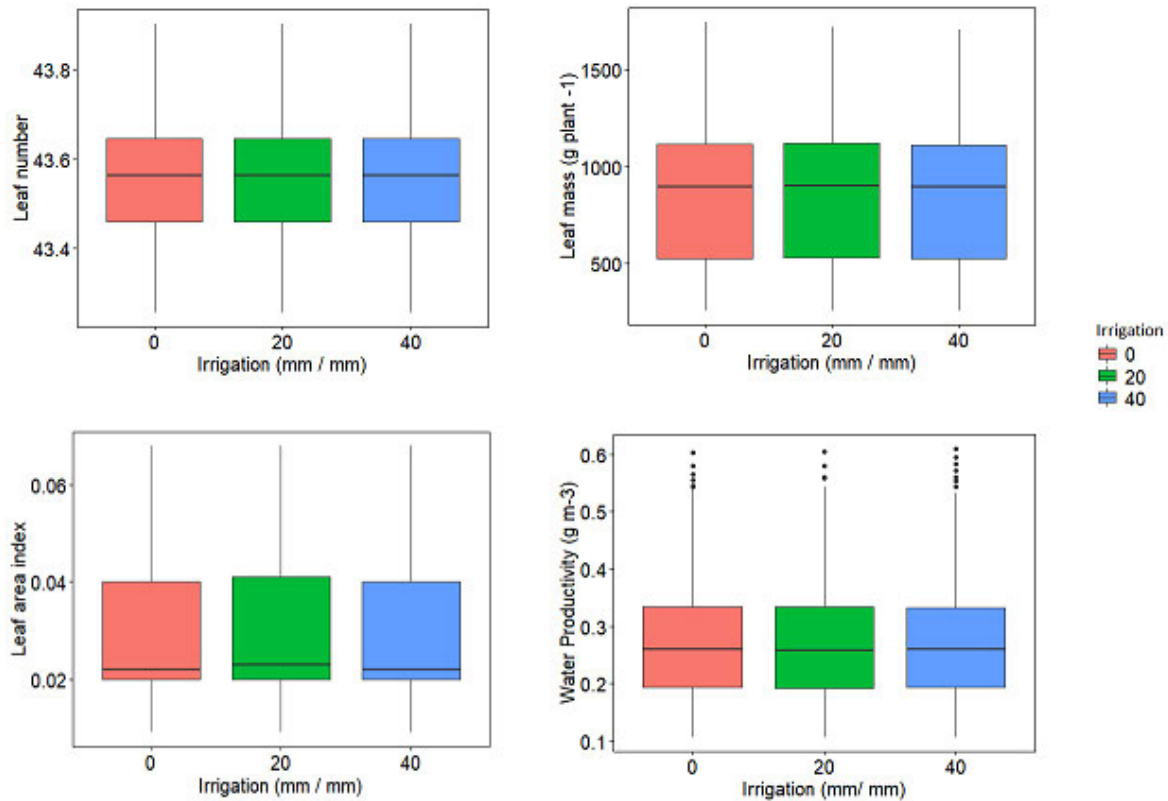 Leaf number
43.8
43.6
43.4
0 20 40
Irrigation (mm / mm)
Leaf mass (g plant -1)
1500
1000
500
0 20 40
Irrigation (mm / mm)
Irrigation
0
20
40
Leaf area index
0.06
0.04
0.02
0 20 40
Irrigation (mm / mm)
Water Productivity (g m-3)
0.6
0.5
0.4
0.3
0.2
0.1
0 20 40
Irrigation (mm/ mm)